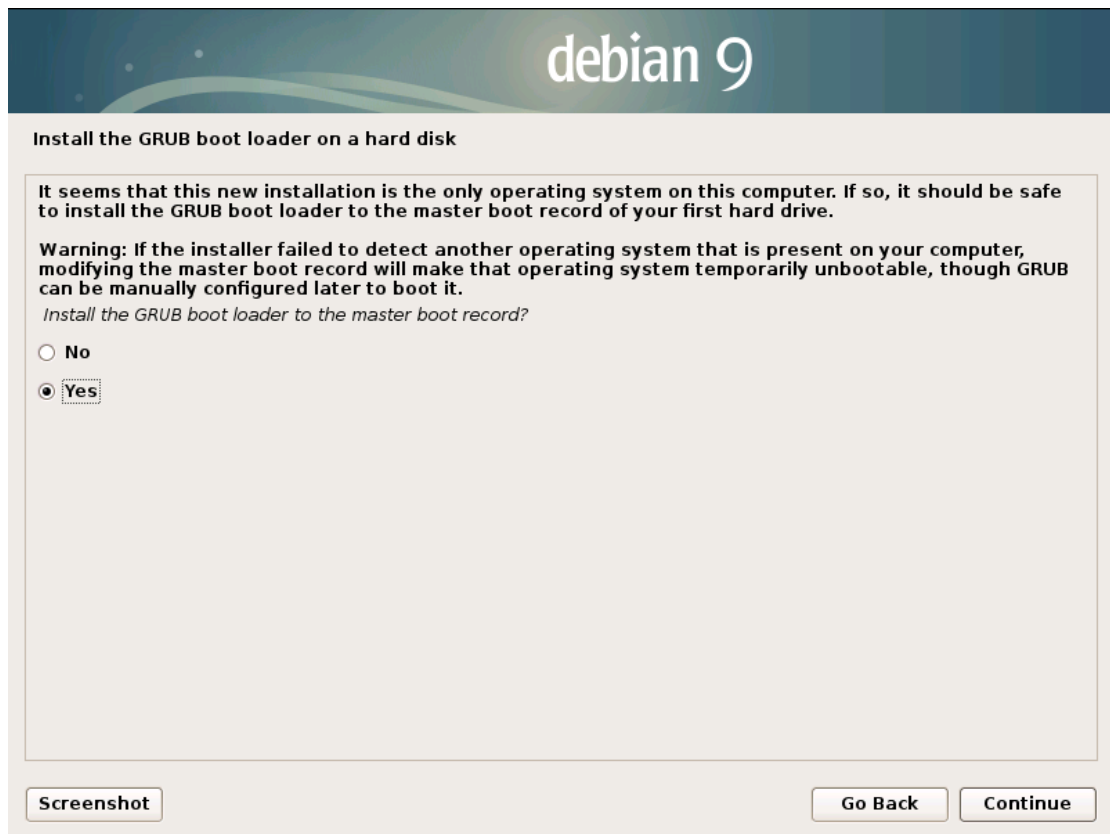 debian 9
Install the GRUB boot loader on a hard disk
It seems that this new installation is the only operating system on this computer. If so, it should be safe
to install the GRUB boot loader to the master boot record of your first hard drive.
Warning: If the installer failed to detect another operating system that is present on your computer,
modifying the master boot record will make that operating system temporarily unbootable, though GRUB
can be manually configured later to boot it.
Install the GRUB boot loader to the master boot record?
No
Yes
Screenshot
Go Back
Continue